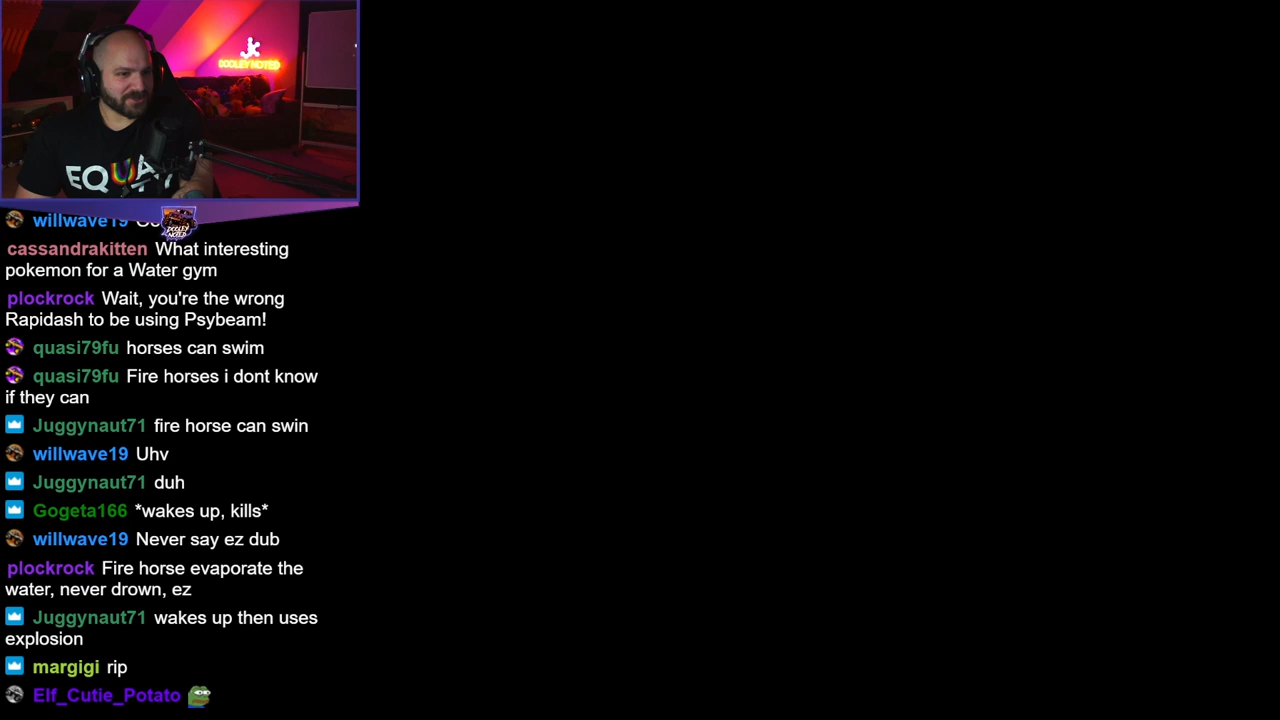 DOOLEY NOTED
EQUA
DOOLEY
NOTED
willwave19
cassandrakitten What interesting
pokemon for a Water gym
plockrock Wait, you're the wrong
Rapidash to be using Psybeam!
quasi79fu horses can swim
quasi79fu Fire horses i dont know
if they can
Juggynaut71 fire horse can swin
willwave19 Uhv
Juggynaut71 duh
Gogeta166 *wakes up, kills*
willwave19 Never say ez dub
plockrock Fire horse evaporate the
water, never drown, ez
Juggynaut71 wakes up then uses
explosion
margigi rip
Elf_Cutie_Potato